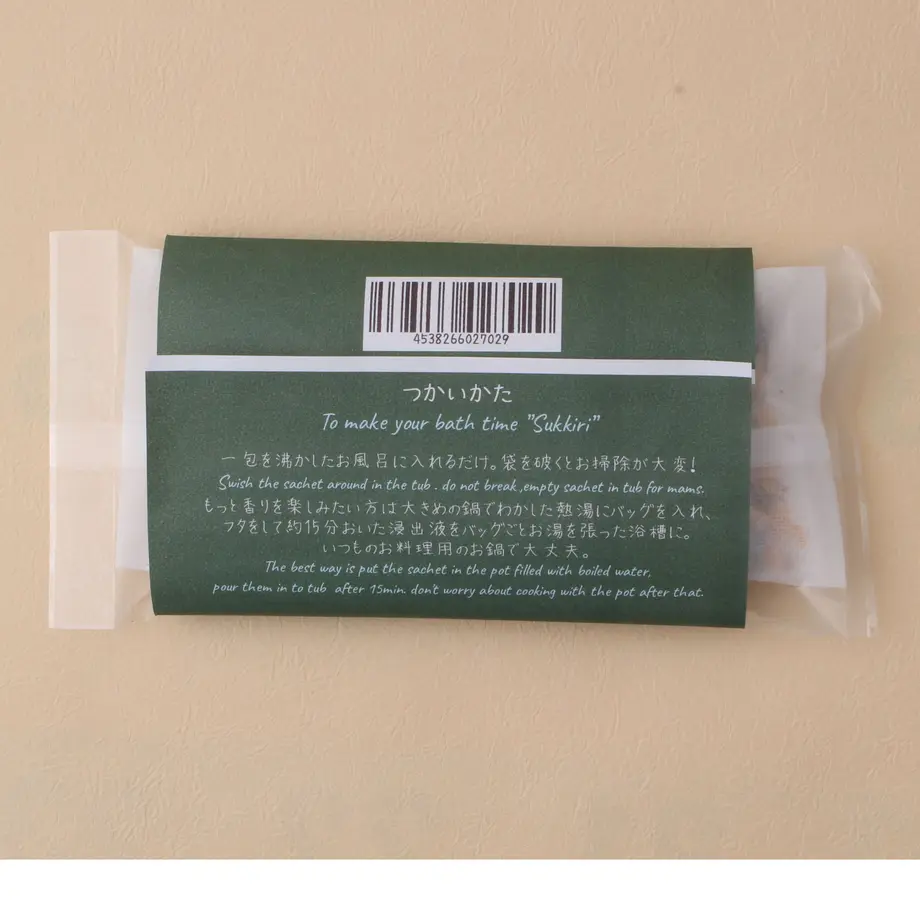 4538266027029
つかいかた
To make your bath time "Sukkiri"
一包を沸かしたお風呂に入れるだけ。袋を破くとお掃除が大変!
Swish the sachet around in the tub . do not break ,empty sachet in tub for mams.
もっと香りを楽しみたい方は大きめの鍋でわかした熱湯にバッグを入れ、
フタをして約15分おいた浸出液をバッグごとお湯を張った浴槽に。
いつものお料理用のお鍋で大丈夫。
The best way is put the sachet in the pot filled with boiled water,
pour them in to tub after 15min. don't worry about cooking with the pot after that.